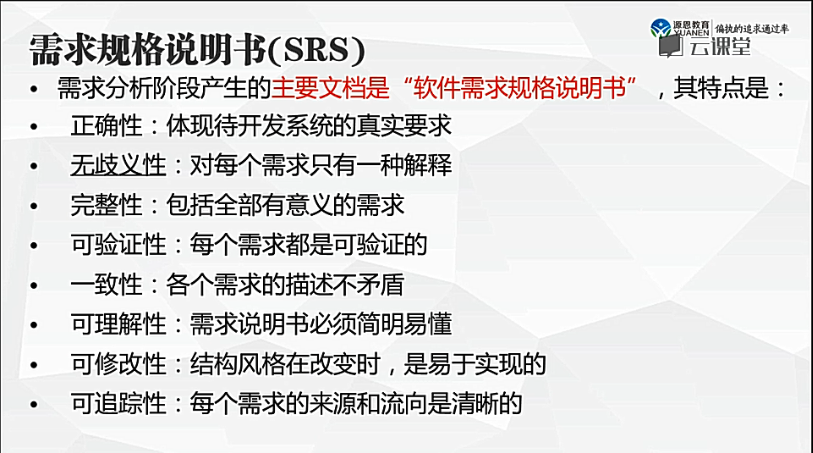 源恩教育
YUANEN
偏执的追求通过率
云课堂
需求规格说明书(SRS)
• 需求分析阶段产生的主要文档是“软件需求规格说明书”,其特点是:
• 正确性:体现待开发系统的真实要求
• 无歧义性:对每个需求只有一种解释
• 完整性:包括全部有意义的需求
• 可验证性:每个需求都是可验证的
• 一致性:各个需求的描述不矛盾
• 可理解性:需求说明书必须简明易懂
• 可修改性:结构风格在改变时,是易于实现的
• 可追踪性:每个需求的来源和流向是清晰的